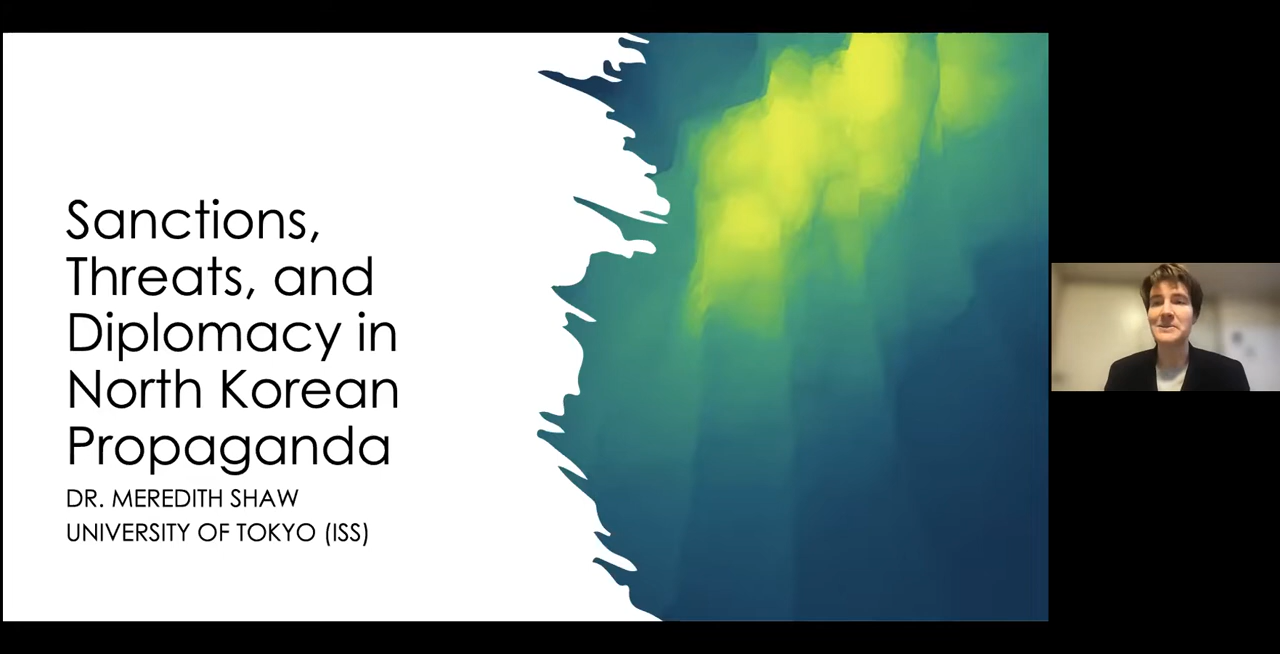 Sanctions,
Threats, and
Diplomacy in
North Korean
Propaganda
DR. MEREDITH SHAW
UNIVERSITY OF TOKYO (ISS)